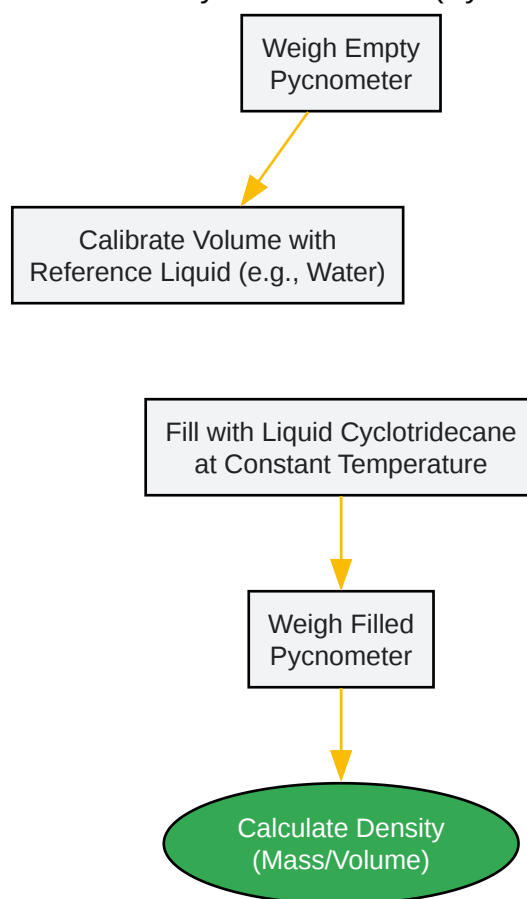 Weigh Empty
Pycnometer
Calibrate Volume with
Reference Liquid (e.g., Water)
Fill with Liquid Cyclotridecane
at Constant Temperature
Weigh Filled
Pycnometer
Calculate Density
(Mass/Volume)